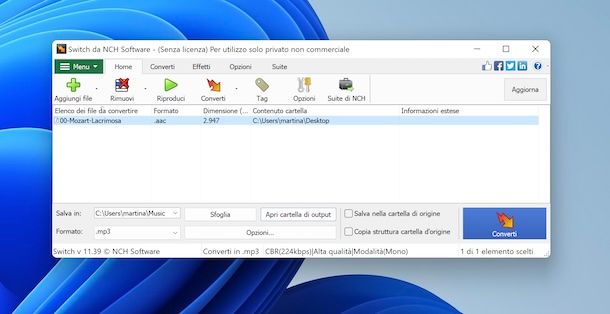 Switch da NCH Software - (Senza licenza) Per utilizzo solo privato non commerciale
Menu Home Converti Effetti Opzioni Suite
Aggiungi file Rimuovi Riproduci Converti Tag Opzioni Suite di NCH Aggiorna
Elenco dei file da convertire Formato Dimensione (... Contenuto cartella Informazioni estese
00-Mozart-Lacrimosa .aac 2.947 C:\Users\martina\Desktop
Salva in: C:\Users\martina\Music Sfoglia Apri cartella di output Salva nella cartella di origine
Formato: .mp3 Opzioni... Copia struttura cartella d'origine Converti
Switch v 11.39 © NCH Software Converti in .mp3 CBR(224kbps)|Alta qualità|Modalità(Mono) 1 di 1 elemento scelti